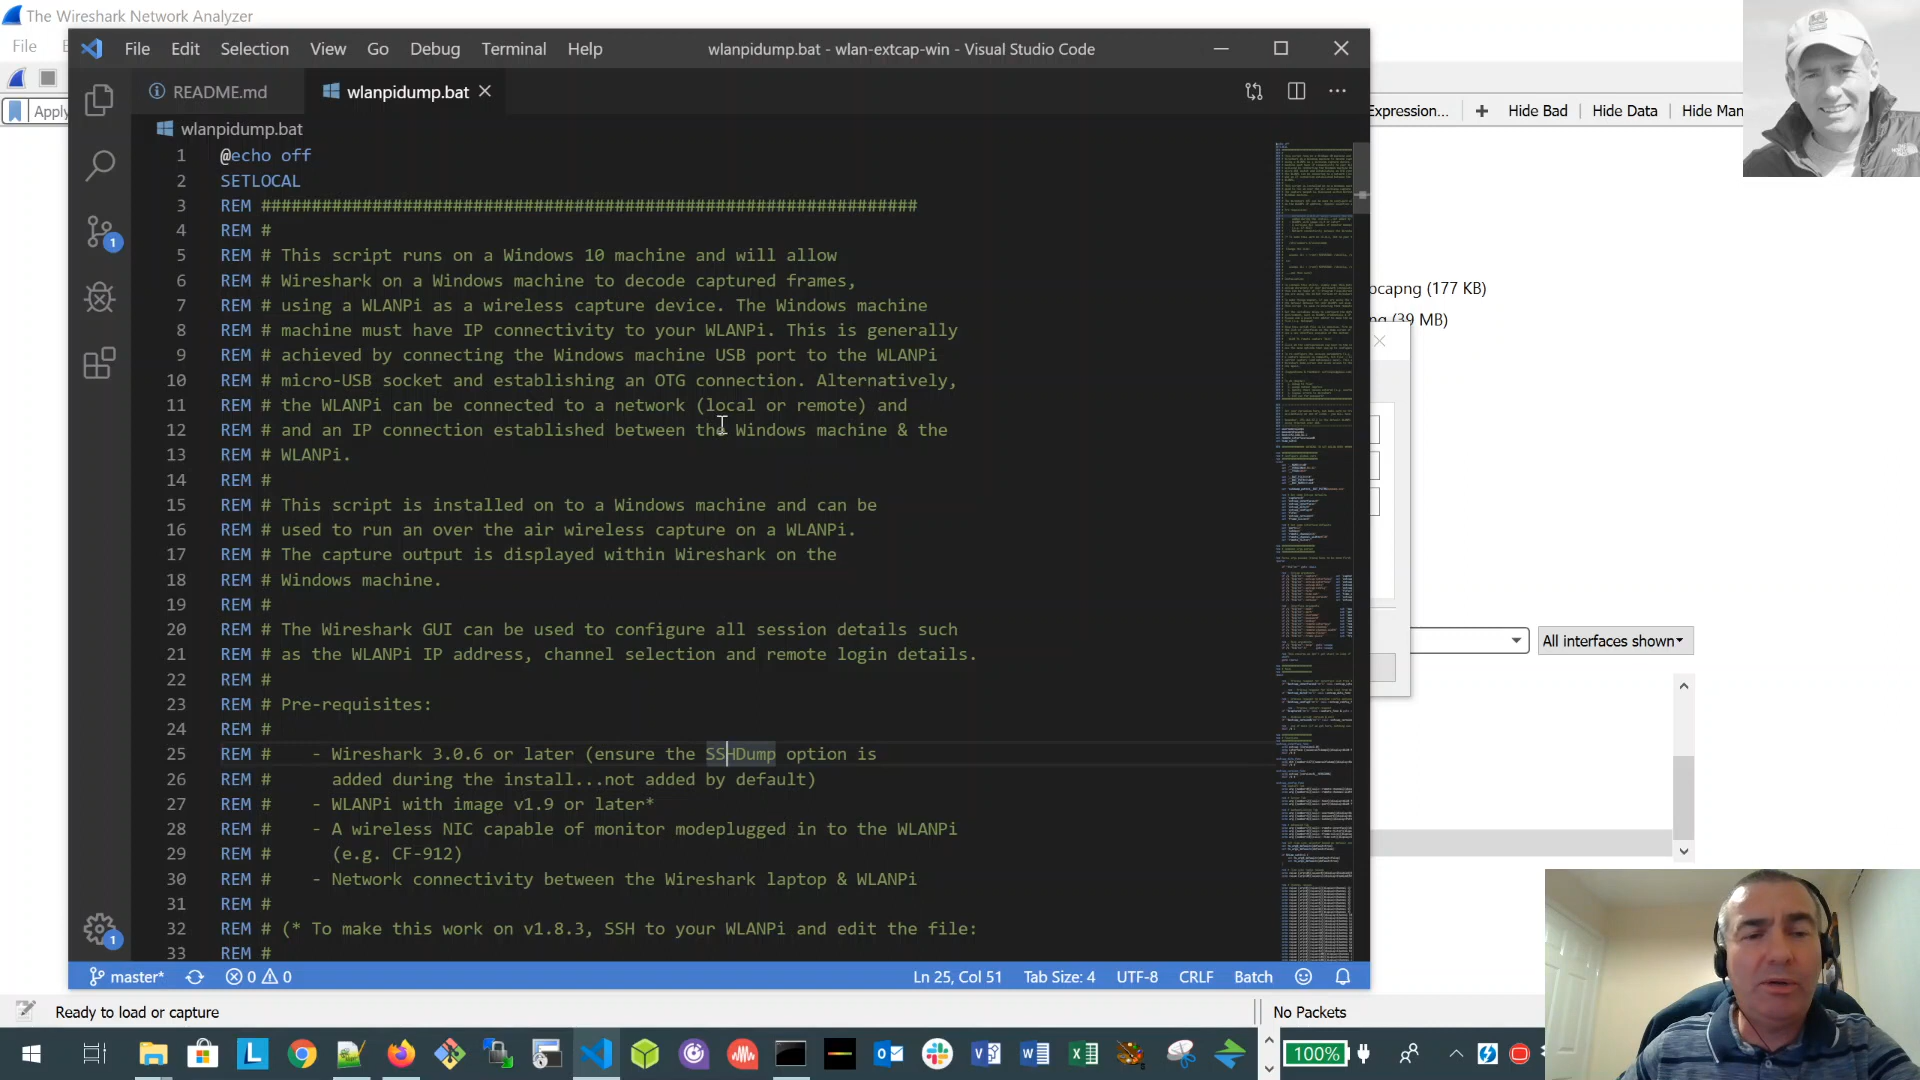 The Wireshark Network Analyzer
File
File Edit Selection View Go Debug Terminal Help
wlanpidump.bat - wlan-extcap-win - Visual Studio Code
README.md
wlanpidump.bat
Apply
Expression... + Hide Bad Hide Data Hide Man
wlanpidump.bat
1 @echo off
2 SETLOCAL
3 REM #################################################################
4 REM #
5 REM # This script runs on a Windows 10 machine and will allow
6 REM # Wireshark on a Windows machine to decode captured frames,
7 REM # using a WLANPi as a wireless capture device. The Windows machine
8 REM # machine must have IP connectivity to your WLANPi. This is generally
9 REM # achieved by connecting the Windows machine USB port to the WLANPi
10 REM # micro-USB socket and establishing an OTG connection. Alternatively,
11 REM # the WLANPi can be connected to a network (local or remote) and
12 REM # and an IP connection established between the Windows machine & the
13 REM # WLANPi.
14 REM #
15 REM # This script is installed on to a Windows machine and can be
16 REM # used to run an over the air wireless capture on a WLANPi.
17 REM # The capture output is displayed within Wireshark on the
18 REM # Windows machine.
19 REM #
20 REM # The Wireshark GUI can be used to configure all session details such
21 REM # as the WLANPi IP address, channel selection and remote login details.
22 REM #
23 REM # Pre-requisites:
24 REM #
25 REM # - Wireshark 3.0.6 or later (ensure the SSHDump option is
26 REM # added during the install...not added by default)
27 REM # - WLANPi with image v1.9 or later*
28 REM # - A wireless NIC capable of monitor modeplugged in to the WLANPi
29 REM # (e.g. CF-912)
30 REM # - Network connectivity between the Wireshark laptop & WLANPi
31 REM #
32 REM # (* To make this work on v1.8.3, SSH to your WLANPi and edit the file:
33 REM #
pcapng (177 KB)
ng (39 MB)
All interfaces shown
1
1
master* 0 0 Ln 25, Col 51 Tab Size: 4 UTF-8 CRLF Batch
Ready to load or capture
No Packets
100%
THE NORTH FACE